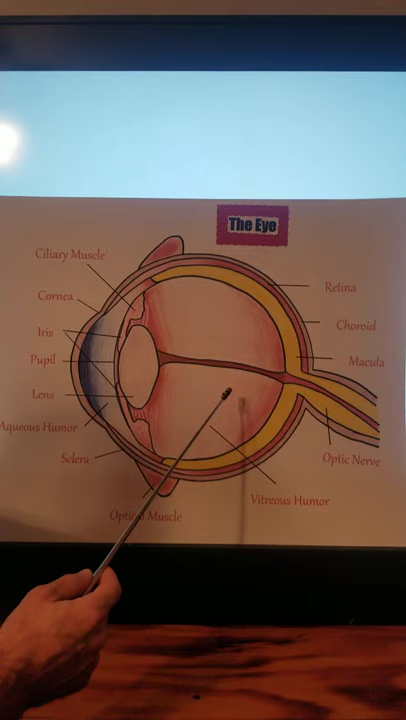 The Eye
Ciliary Muscle
Cornea
Iris
Pupil
Lens
Aqueous Humor
Sclera
Optical Muscle
Retina
Choroid
Macula
Optic Nerve
Vitreous Humor